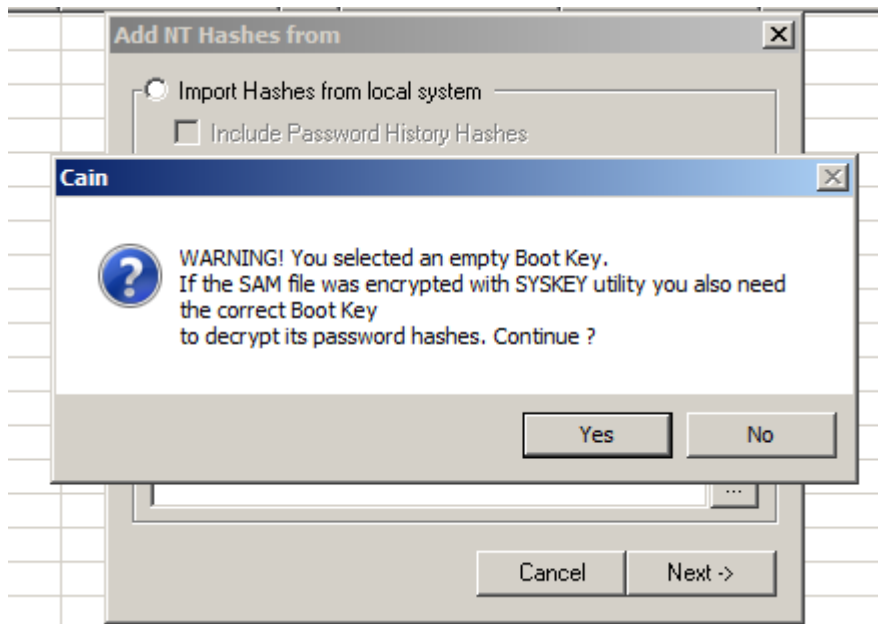 Add NT Hashes from
Import Hashes from local system
Include Password History Hashes
Cain
WARNING! You selected an empty Boot Key.
If the SAM file was encrypted with SYSKEY utility you also need
the correct Boot Key
to decrypt its password hashes. Continue ?
Yes
No
...
Cancel
Next ->